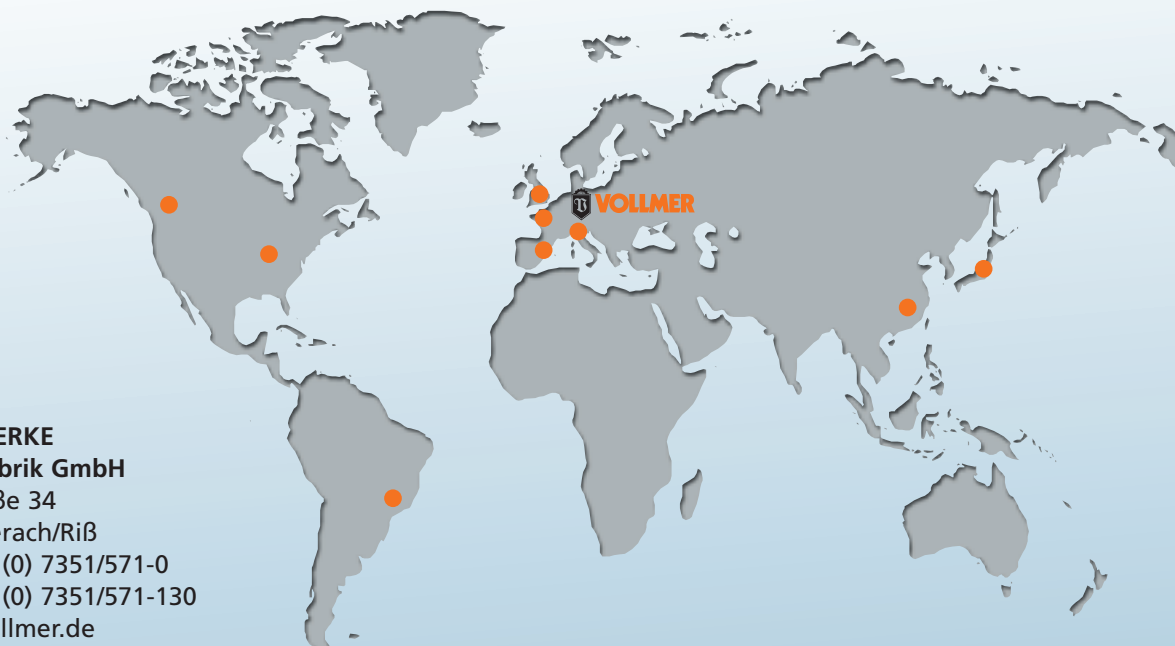 VOLLMER
ERKE
brik GmbH
ße 34
erach/Riß
(0) 7351/571-0
(0) 7351/571-130
llmer.de